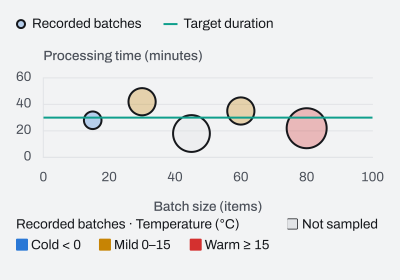 Recorded batches Target duration
Processing time (minutes)
60
40
20
0
0 20 40 60 80 100
Batch size (items)
Recorded batches · Temperature (°C) Not sampled
Cold < 0 Mild 0–15 Warm ≥ 15